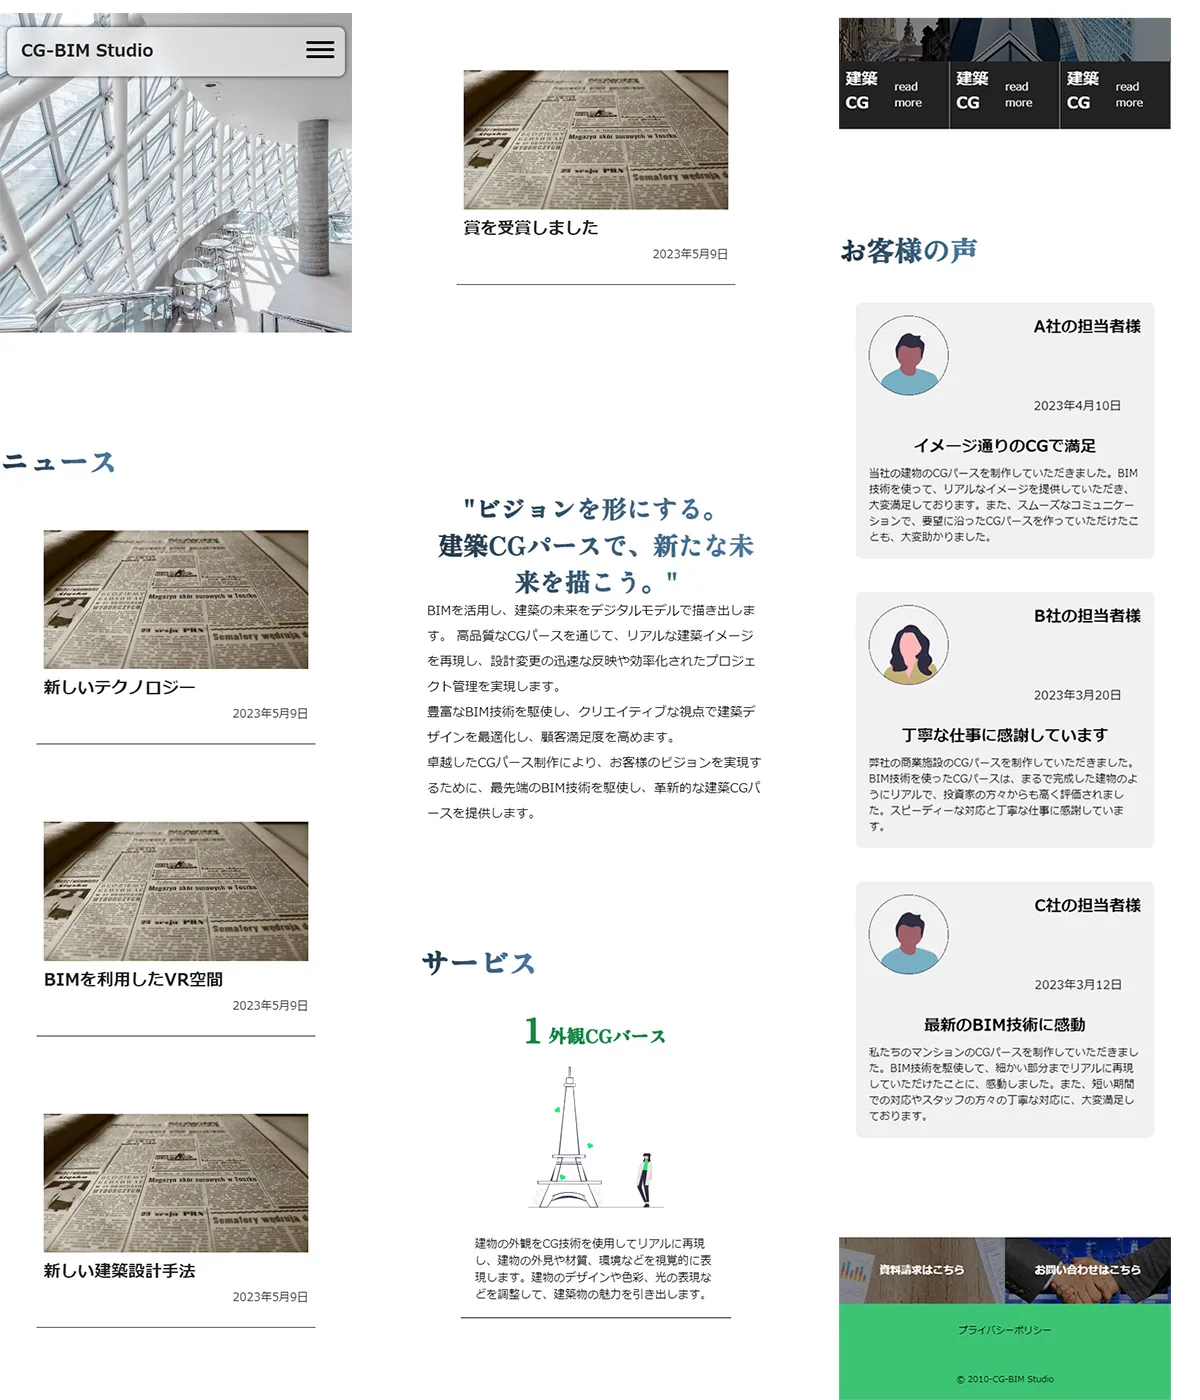 CG-BIM Studio
ニュース
新しいテクノロジー
2023年5月9日
BIMを利用したVR空間
2023年5月9日
新しい建築設計手法
2023年5月9日
賞を受賞しました
2023年5月9日
"ビジョンを形にする。
建築CGパースで、新たな未
来を描こう。"
BIMを活用し、建築の未来をデジタルモデルで描き出しま
す。 高品質なCGパースを通じて、リアルな建築イメージ
を再現し、設計変更の迅速な反映や効率化されたプロジェ
クト管理を実現します。
豊富なBIM技術を駆使し、クリエイティブな視点で建築デ
ザインを最適化し、顧客満足度を高めます。
卓越したCGパース制作により、お客様のビジョンを実現す
るために、最先端のBIM技術を駆使し、革新的な建築CGパ
ースを提供します。
サービス
1 外観CGパース
建物の外観をCG技術を使用してリアルに再現
し、建物の外見や材質、環境などを視覚的に表
現します。建物のデザインや色彩、光の表現な
どを調整して、建築物の魅力を引き出します。
建築
CG
read
more
建築
CG
read
more
建築
CG
read
more
お客様の声
A社の担当者様
2023年4月10日
イメージ通りのCGで満足
当社の建物のCGパースを制作していただきました。BIM
技術を使って、リアルなイメージを提供していただき、
大変満足しております。また、スムーズなコミュニケー
ションで、要望に沿ったCGパースを作っていただけたこ
とも、大変助かりました。
B社の担当者様
2023年3月20日
丁寧な仕事に感謝しています
弊社の商業施設のCGパースを制作していただきました。
BIM技術を使ったCGパースは、まるで完成した建物のよ
うにリアルで、投資家の方々からも高く評価されまし
た。スピーディーな対応と丁寧な仕事に感謝していま
す。
C社の担当者様
2023年3月12日
最新のBIM技術に感動
私たちのマンションのCGパースを制作していただきまし
た。BIM技術を駆使して、細かい部分までリアルに再現
していただけたことに、感動しました。また、短い期間
での対応やスタッフの方々の丁寧な対応に、大変満足し
ております。
資料請求はこちら
お問い合わせはこちら
プライバシーポリシー
© 2010-CG-BIM Studio